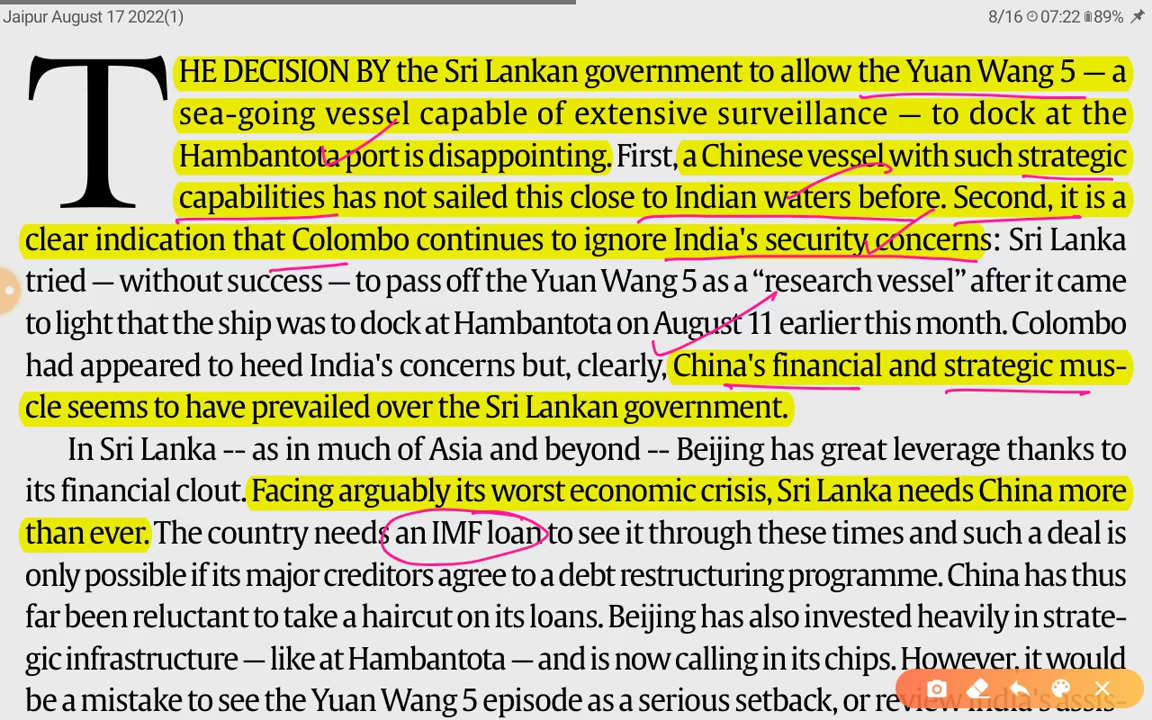 Jaipur August 17 2022(1)
8/16 07:22 89%
THE DECISION BY the Sri Lankan government to allow the Yuan Wang 5 — a
sea-going vessel capable of extensive surveillance — to dock at the
Hambantota port is disappointing. First, a Chinese vessel with such strategic
capabilities has not sailed this close to Indian waters before. Second, it is a
clear indication that Colombo continues to ignore India's security concerns: Sri Lanka
tried — without success — to pass off the Yuan Wang 5 as a “research vessel” after it came
to light that the ship was to dock at Hambantota on August 11 earlier this month. Colombo
had appeared to heed India's concerns but, clearly, China's financial and strategic mus-
cle seems to have prevailed over the Sri Lankan government.
In Sri Lanka -- as in much of Asia and beyond -- Beijing has great leverage thanks to
its financial clout. Facing arguably its worst economic crisis, Sri Lanka needs China more
than ever. The country needs an IMF loan to see it through these times and such a deal is
only possible if its major creditors agree to a debt restructuring programme. China has thus
far been reluctant to take a haircut on its loans. Beijing has also invested heavily in strate-
gic infrastructure — like at Hambantota — and is now calling in its chips. However, it would
be a mistake to see the Yuan Wang 5 episode as a serious setback, or review India's assis-